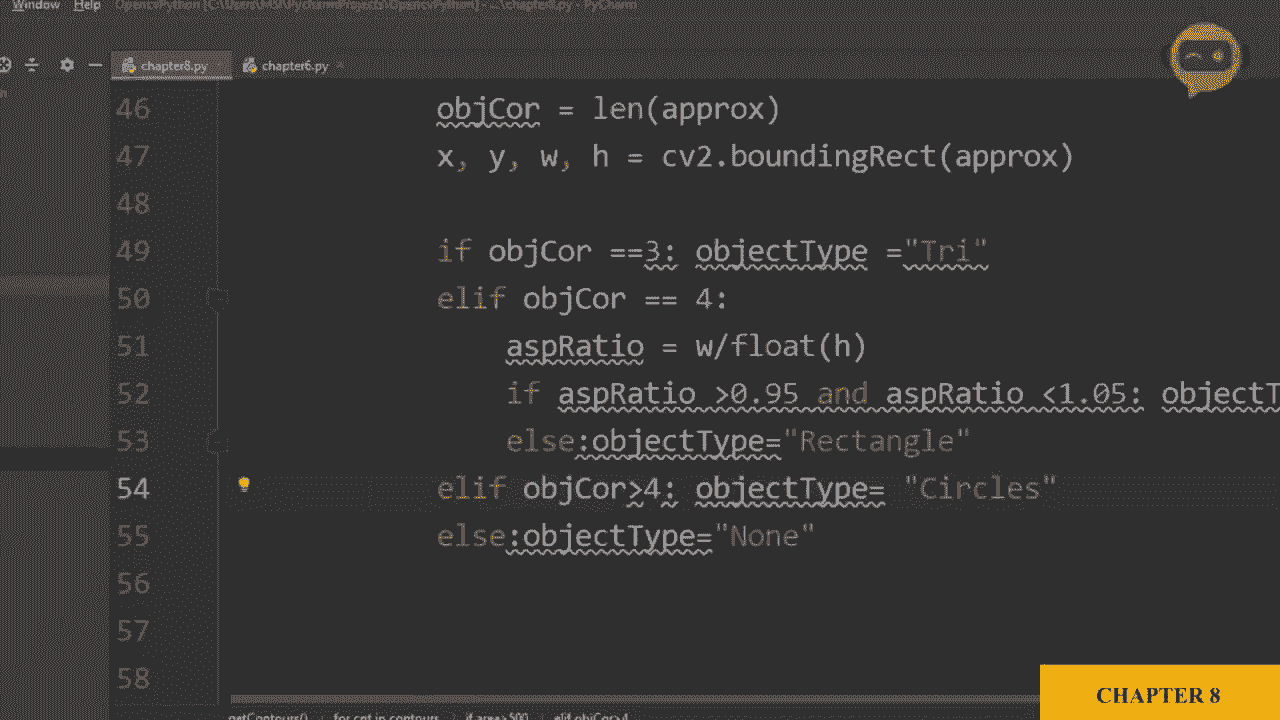 Window Help OpencvPython [C:\Users\MSI\PycharmProjects\OpencvPython] - ...\chapter8.py - PyCharm
chapter8.py chapter6.py
46 objCor = len(approx)
47 x, y, w, h = cv2.boundingRect(approx)
48
49 if objCor ==3: objectType ="Tri"
50 elif objCor == 4:
51 aspRatio = w/float(h)
52 if aspRatio >0.95 and aspRatio <1.05: objectT
53 else:objectType="Rectangle"
54 elif objCor>4: objectType= "Circles"
55 else:objectType="None"
56
57
58
getContours() for cnt in contours if area>500 elif objCor>4
CHAPTER 8